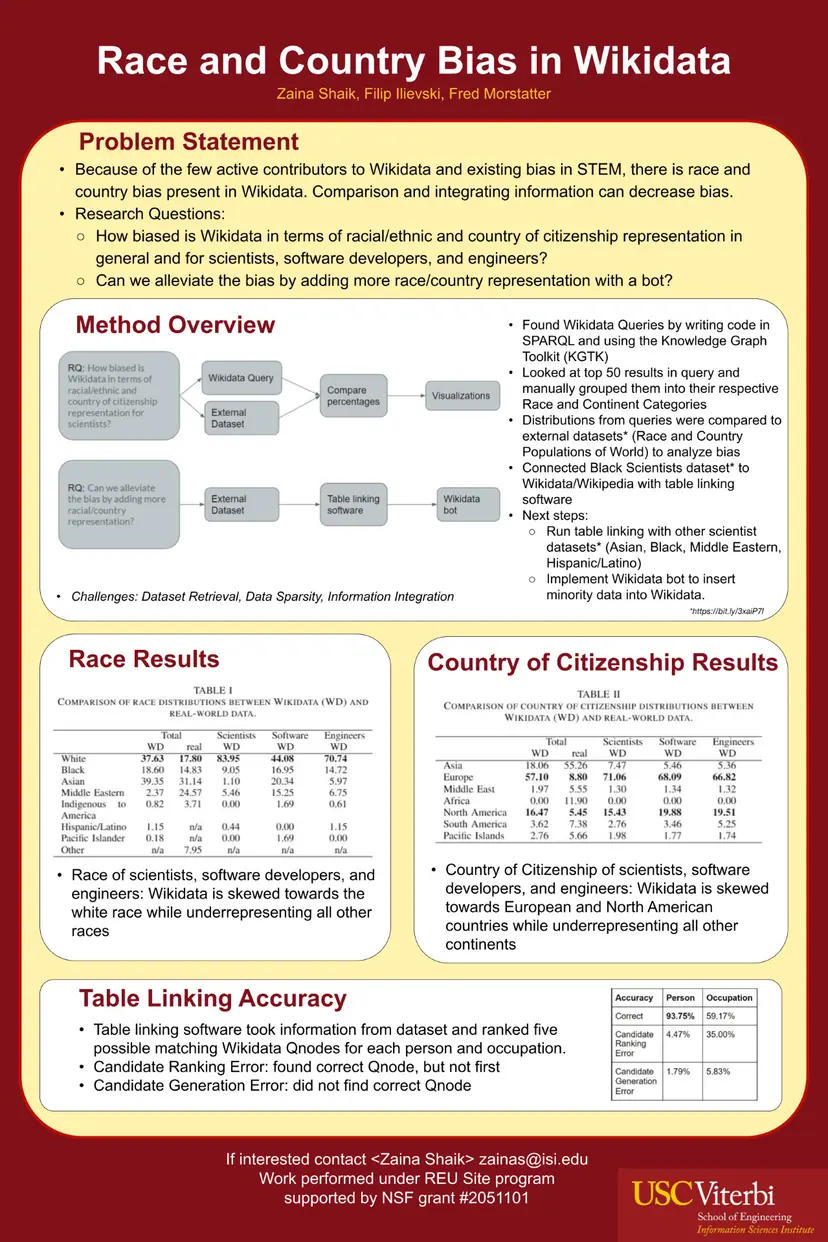 Race and Country Bias in Wikidata
Zaina Shaik, Filip Ilievski, Fred Morstatter
Problem Statement
• Because of the few active contributors to Wikidata and existing bias in STEM, there is race and
country bias present in Wikidata. Comparison and integrating information can decrease bias.
• Research Questions:
○ How biased is Wikidata in terms of racial/ethnic and country of citizenship representation in
general and for scientists, software developers, and engineers?
○ Can we alleviate the bias by adding more race/country representation with a bot?
Method Overview
RQ: How biased is
Wikidata in terms of
racial/ethnic and
country of citizenship
representation for
scientists?
Wikidata Query
External
Dataset
Compare
percentages
Visualizations
RQ: Can we alleviate
the bias by adding more
racial/country
representation?
External
Dataset
Table linking
software
Wikidata
bot
• Challenges: Dataset Retrieval, Data Sparsity, Information Integration
• Found Wikidata Queries by writing code in
SPARQL and using the Knowledge Graph
Toolkit (KGTK)
• Looked at top 50 results in query and
manually grouped them into their respective
Race and Continent Categories
• Distributions from queries were compared to
external datasets* (Race and Country
Populations of World) to analyze bias
• Connected Black Scientists dataset* to
Wikidata/Wikipedia with table linking
software
• Next steps:
○ Run table linking with other scientist
datasets* (Asian, Black, Middle Eastern,
Hispanic/Latino)
○ Implement Wikidata bot to insert
minority data into Wikidata.
*https://bit.ly/3xaiP7l
Race Results
TABLE I
COMPARISON OF RACE DISTRIBUTIONS BETWEEN WIKIDATA (WD) AND
REAL-WORLD DATA.
Total Scientists Software Engineers
WD real WD WD WD
White 37.63 17.80 83.95 44.08 70.74
Black 18.60 14.83 9.05 16.95 14.72
Asian 39.35 31.14 1.10 20.34 5.97
Middle Eastern 2.37 24.57 5.46 15.25 6.75
Indigenous to 0.82 3.71 0.00 1.69 0.61
America
Hispanic/Latino 1.15 n/a 0.44 0.00 1.15
Pacific Islander 0.18 n/a 0.00 1.69 0.00
Other n/a 7.95 n/a n/a n/a
• Race of scientists, software developers, and
engineers: Wikidata is skewed towards the
white race while underrepresenting all other
races
Country of Citizenship Results
TABLE II
COMPARISON OF COUNTRY OF CITIZENSHIP DISTRIBUTIONS BETWEEN
WIKIDATA (WD) AND REAL-WORLD DATA.
Total Scientists Software Engineers
WD real WD WD WD
Asia 18.06 55.26 7.47 5.46 5.36
Europe 57.10 8.80 71.06 68.09 66.82
Middle East 1.97 5.55 1.30 1.34 1.32
Africa 0.00 11.90 0.00 0.00 0.00
North America 16.47 5.45 15.43 19.88 19.51
South America 3.62 7.38 2.76 3.46 5.25
Pacific Islands 2.76 5.66 1.98 1.77 1.74
• Country of Citizenship of scientists, software
developers, and engineers: Wikidata is skewed
towards European and North American
countries while underrepresenting all other
continents
Table Linking Accuracy
• Table linking software took information from dataset and ranked five
possible matching Wikidata Qnodes for each person and occupation.
• Candidate Ranking Error: found correct Qnode, but not first
• Candidate Generation Error: did not find correct Qnode
Accuracy Person Occupation
Correct 93.75% 59.17%
Candidate 4.47% 35.00%
Ranking
Error
Candidate 1.79% 5.83%
Generation
Error
If interested contact <Zaina Shaik> zainas@isi.edu
Work performed under REU Site program
supported by NSF grant #2051101
USC Viterbi
School of Engineering
Information Sciences Institute